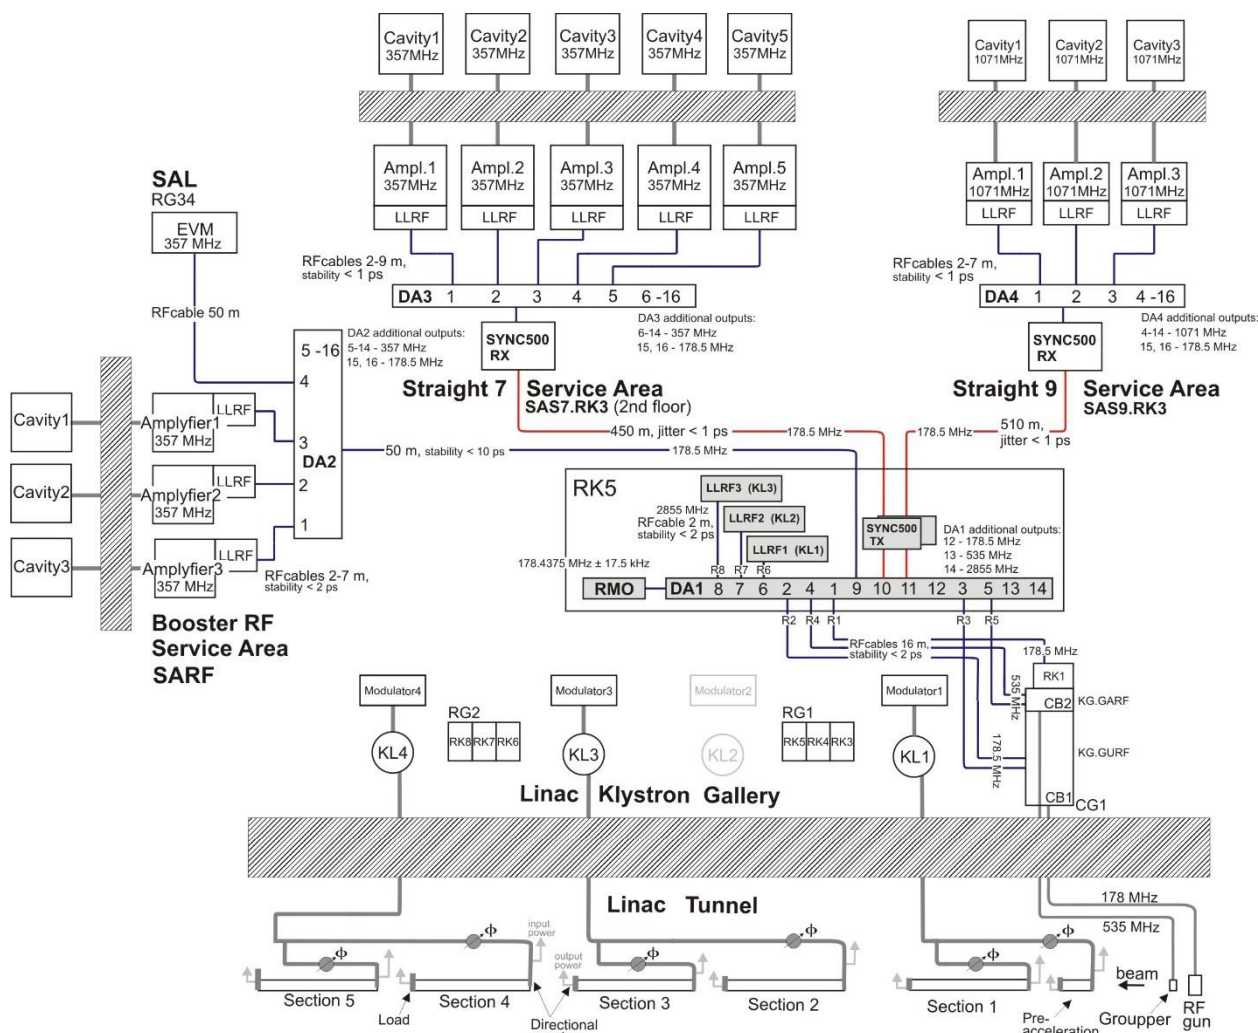 Cavity1
357MHz
Cavity2
357MHz
Cavity3
357MHz
Cavity4
357MHz
Cavity5
357MHz
Cavity1
1071MHz
Cavity2
1071MHz
Cavity3
1071MHz
Ampl.1
357MHz
LLRF
Ampl.2
357MHz
LLRF
Ampl.3
357MHz
LLRF
Ampl.4
357MHz
LLRF
Ampl.5
357MHz
LLRF
Ampl.1
1071MHz
LLRF
Ampl.2
1071MHz
LLRF
Ampl.3
1071MHz
LLRF
SAL
RG34
EVM
357 MHz
RFcables 2-9 m,
stability < 1 ps
RFcables 2-7 m,
stability < 1 ps
DA3 1 2 3 4 5 6 -16
DA4 1 2 3 4 -16
RFcable 50 m
DA2 additional outputs:
5-14 - 357 MHz
15, 16 - 178.5 MHz
SYNC500
RX
DA3 additional outputs:
6-14 - 357 MHz
15, 16 - 178.5 MHz
SYNC500
RX
DA4 additional outputs:
4-14 - 1071 MHz
15, 16 - 178.5 MHz
5 -16
4
3
DA2
2
1
Straight 7 Service Area
SAS7.RK3 (2nd floor)
Straight 9 Service Area
SAS9.RK3
Cavity1
Amplyfier1
357 MHz
LLRF
Cavity2
Amplyfier2
357 MHz
LLRF
Cavity3
Amplyfier3
357 MHz
LLRF
RFcables 2-7 m,
stability < 2 ps
450 m, jitter < 1 ps
178.5 MHz
178.5 MHz
510 m,
jitter < 1 ps
50 m, stability < 10 ps
178.5 MHz
RK5
LLRF3 (KL3)
2855 MHz
RFcable 2 m,
stability < 2 ps
LLRF2 (KL2)
LLRF1 (KL1)
SYNC500
TX
DA1 additional outputs:
12 - 178.5 MHz
13 - 535 MHz
14 - 2855 MHz
178.4375 MHz ± 17.5 kHz
R8
R7
R6
RMO
DA1 8 7 6 2 4 1 9 10 11 12 3 5 13 14
R2
R4
R1
R3
R5
Booster RF
Service Area
SARF
RFcables 16 m,
stability < 2 ps
178.5 MHz
RK1
535 MHz
CB2
KG.GARF
178.5 MHz
KG.GURF
CB1
CG1
Modulator4
Modulator3
Modulator2
Modulator1
RG2
RK8
RK7
RK6
RG1
RK5
RK4
RK3
KL4
KL3
KL2
KL1
Linac Klystron Gallery
Linac Tunnel
178 MHz
535 MHz
ϕ
input
power
ϕ
ϕ
output
power
ϕ
ϕ
ϕ
beam
Section 5
Section 4
Section 3
Section 2
Section 1
Load
Directional
Pre-
acceleration
Groupper
RF
gun